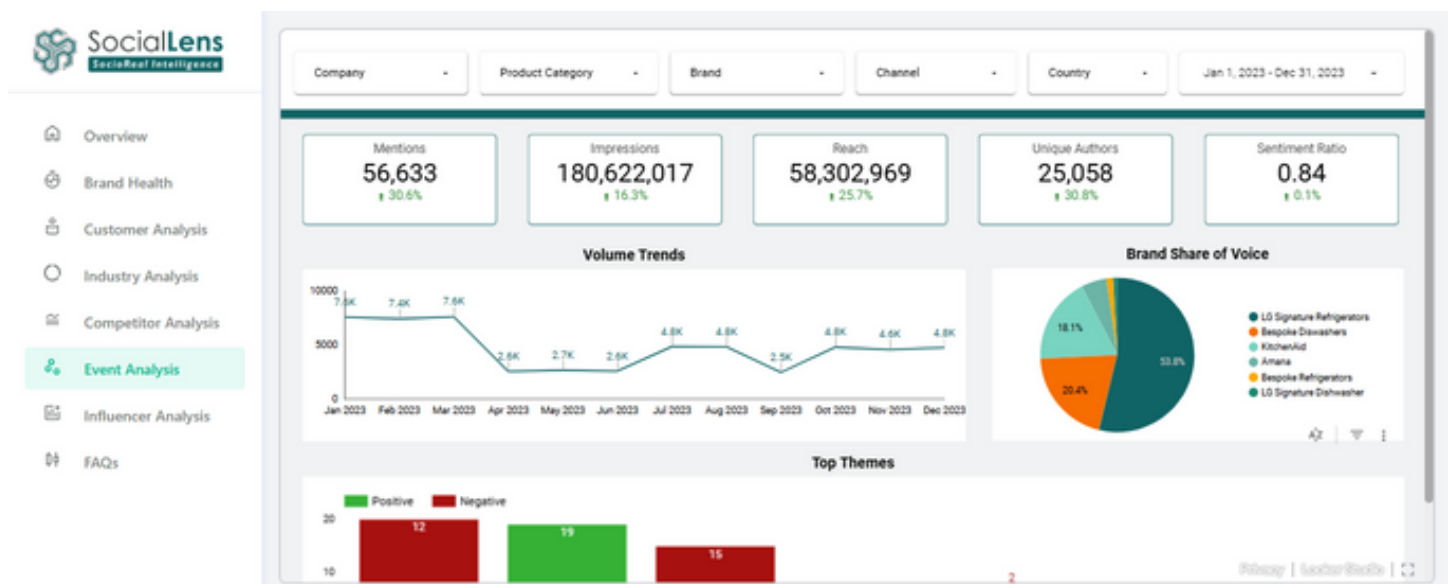 SocialLens
SocioReal Intelligence
Overview
Brand Health
Customer Analysis
Industry Analysis
Competitor Analysis
Event Analysis
Influencer Analysis
FAQs
Company
Product Category
Brand
Channel
Country
Jan 1, 2023 - Dec 31, 2023
Mentions
56,633
30.6%
Impressions
180,622,017
16.3%
Reach
58,302,969
25.7%
Unique Authors
25,058
30.8%
Sentiment Ratio
0.84
0.1%
Volume Trends
10000
5000
0
7.6K 7.4K 7.6K 2.6K 2.7K 2.6K 4.8K 4.8K 2.5K 4.8K 4.6K 4.8K
Jan 2023 Feb 2023 Mar 2023 Apr 2023 May 2023 Jun 2023 Jul 2023 Aug 2023 Sep 2023 Oct 2023 Nov 2023 Dec 2023
Brand Share of Voice
18.1%
53.8%
20.4%
LG Signature Refrigerators
Bespoke Diswashers
KitchenAid
Amana
Bespoke Refrigerators
LG Signature Dishwasher
Top Themes
Positive Negative
20
10
12
19
15
2
Privacy | Looker Studio